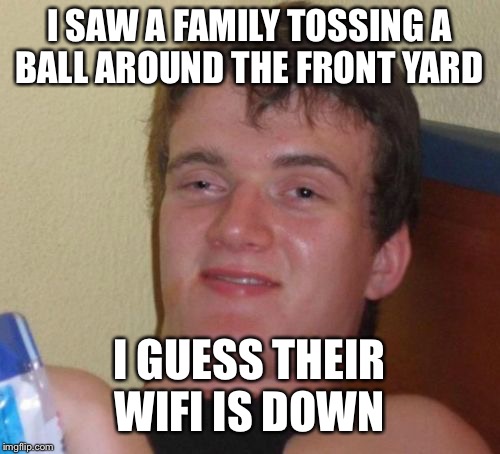 I SAW A FAMILY TOSSING A
BALL AROUND THE FRONT YARD
I GUESS THEIR
WIFI IS DOWN
imgflip.com